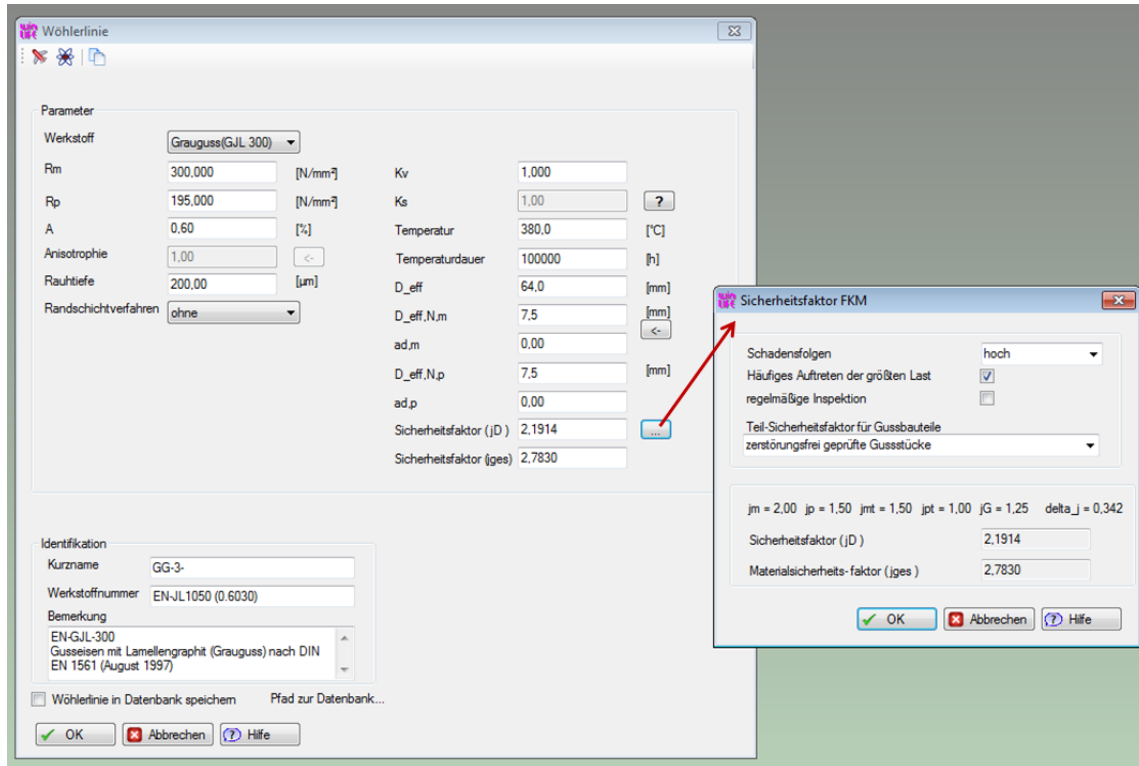 Wöhlerlinie
Parameter
Werkstoff Grauguss(GJL 300)
Rm 300,000 [N/mm²] Kv 1,000
Rp 195,000 [N/mm²] Ks 1,00 ?
A 0,60 [%] Temperatur 380,0 [°C]
Anisotrophie 1,00 <- Temperaturdauer 100000 [h]
Rauhtiefe 200,00 [µm] D_eff 64,0 [mm]
Randschichtverfahren ohne D_eff,N,m 7,5 [mm]
<-
ad,m 0,00
D_eff,N,p 7,5 [mm]
ad,p 0,00
Sicherheitsfaktor ( jD ) 2,1914 ...
Sicherheitsfaktor (jges) 2,7830
Identifikation
Kurzname GG-3-
Werkstoffnummer EN-JL1050 (0.6030)
Bemerkung
EN-GJL-300
Gusseisen mit Lamellengraphit (Grauguss) nach DIN
EN 1561 (August 1997)
Wöhlerlinie in Datenbank speichern Pfad zur Datenbank...
OK Abbrechen Hilfe
Sicherheitsfaktor FKM
Schadensfolgen hoch
Häufiges Auftreten der größten Last
regelmäßige Inspektion
Teil-Sicherheitsfaktor für Gussbauteile
zerstörungsfrei geprüfte Gussstücke
jm = 2,00 jp = 1,50 jmt = 1,50 jpt = 1,00 jG = 1,25 delta_j = 0,342
Sicherheitsfaktor ( jD ) 2,1914
Materialsicherheits-faktor ( jges ) 2,7830
OK Abbrechen Hilfe